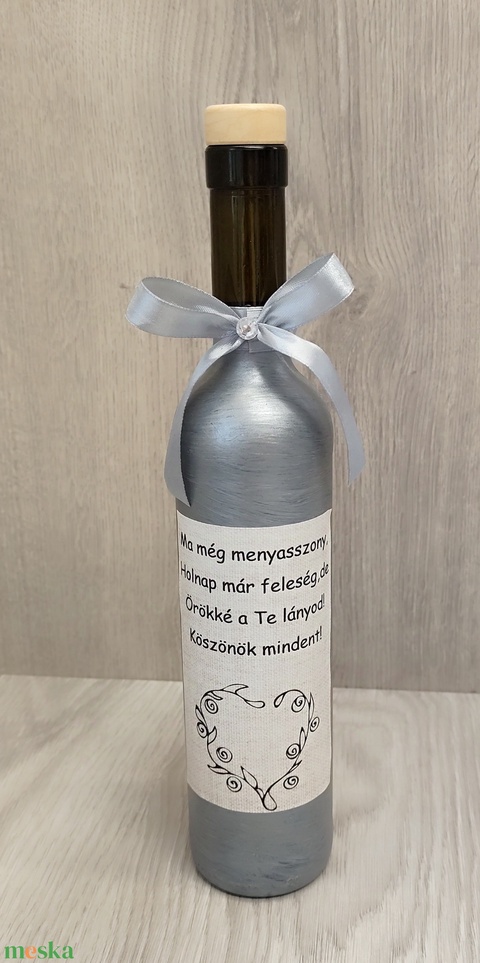 Ma még menyasszony,
Holnap már feleség,de
Örökké a Te lányod!
Köszönök mindent!
meska